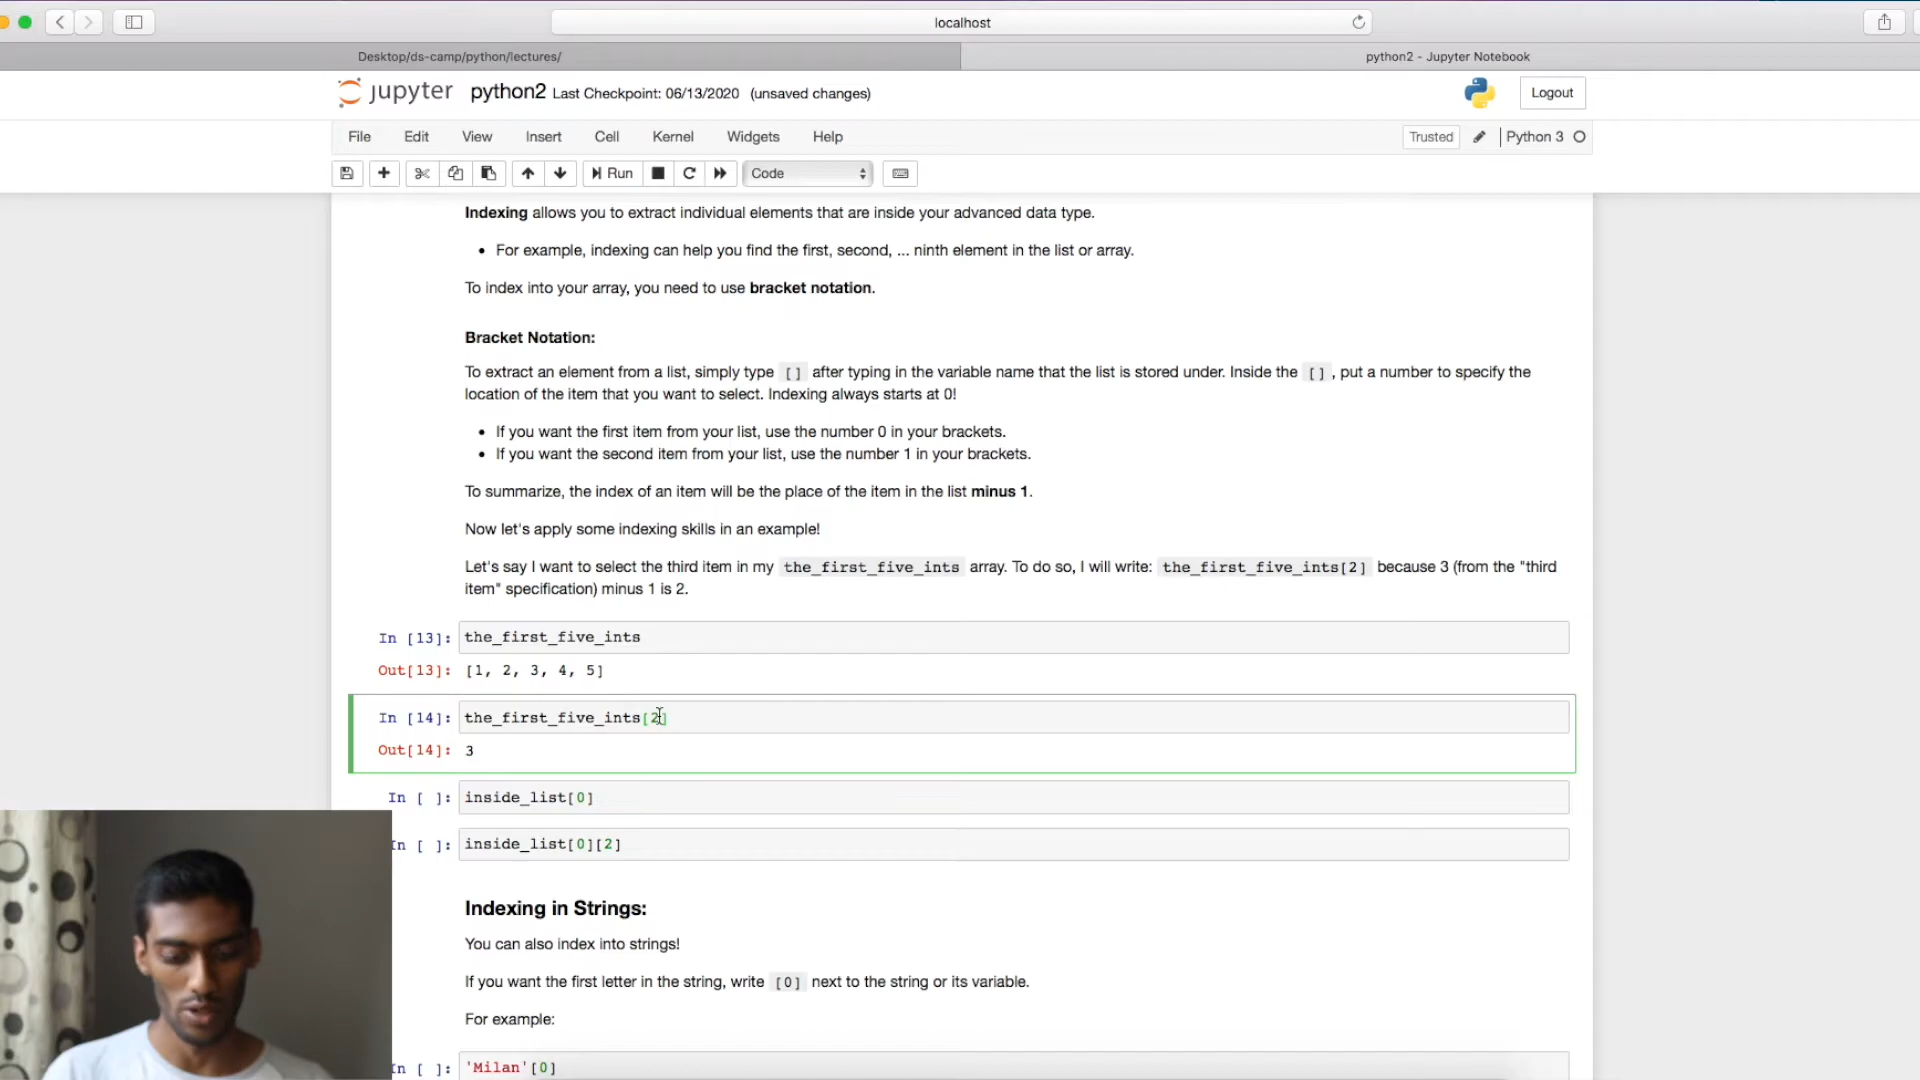 localhost
Desktop/ds-camp/python/lectures/
python2 - Jupyter Notebook
jupyter python2 Last Checkpoint: 06/13/2020 (unsaved changes)
Logout
File Edit View Insert Cell Kernel Widgets Help
Trusted Python 3
Run Code
Indexing allows you to extract individual elements that are inside your advanced data type.
• For example, indexing can help you find the first, second, ... ninth element in the list or array.
To index into your array, you need to use bracket notation.
Bracket Notation:
To extract an element from a list, simply type [] after typing in the variable name that the list is stored under. Inside the [], put a number to specify the
location of the item that you want to select. Indexing always starts at 0!
• If you want the first item from your list, use the number 0 in your brackets.
• If you want the second item from your list, use the number 1 in your brackets.
To summarize, the index of an item will be the place of the item in the list minus 1.
Now let's apply some indexing skills in an example!
Let's say I want to select the third item in my the_first_five_ints array. To do so, I will write: the_first_five_ints[2] because 3 (from the "third
item" specification) minus 1 is 2.
In [13]: the_first_five_ints
Out[13]: [1, 2, 3, 4, 5]
In [14]: the_first_five_ints[2]
Out[14]: 3
In [ ]: inside_list[0]
In [ ]: inside_list[0][2]
Indexing in Strings:
You can also index into strings!
If you want the first letter in the string, write [0] next to the string or its variable.
For example:
In [ ]: 'Milan'[0]